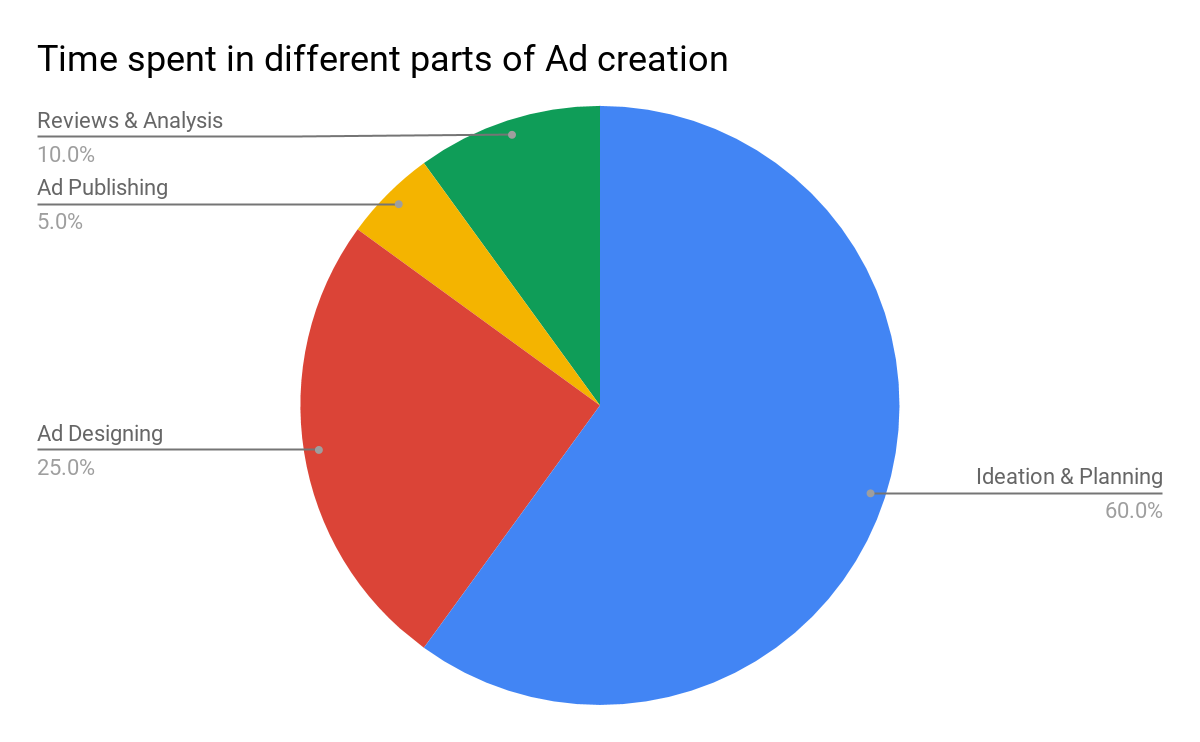 Time spent in different parts of Ad creation
Reviews & Analysis
10.0%
Ad Publishing
5.0%
Ad Designing
25.0%
Ideation & Planning
60.0%